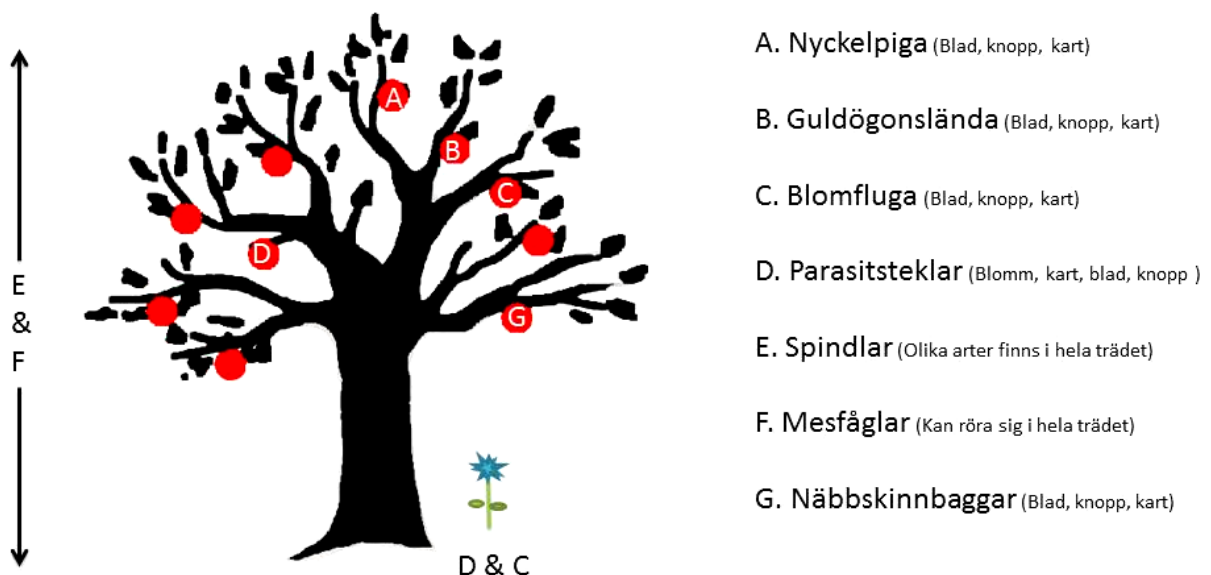 A
B
C
D
G
E
&
F
D & C
A. Nyckelpiga (Blad, knopp, kart)
B. Guldögonslända (Blad, knopp, kart)
C. Blomfluga (Blad, knopp, kart)
D. Parasitsteklar (Blomm, kart, blad, knopp )
E. Spindlar (Olika arter finns i hela trädet)
F. Mesfåglar (Kan röra sig i hela trädet)
G. Näbbskinnbaggar (Blad, knopp, kart)